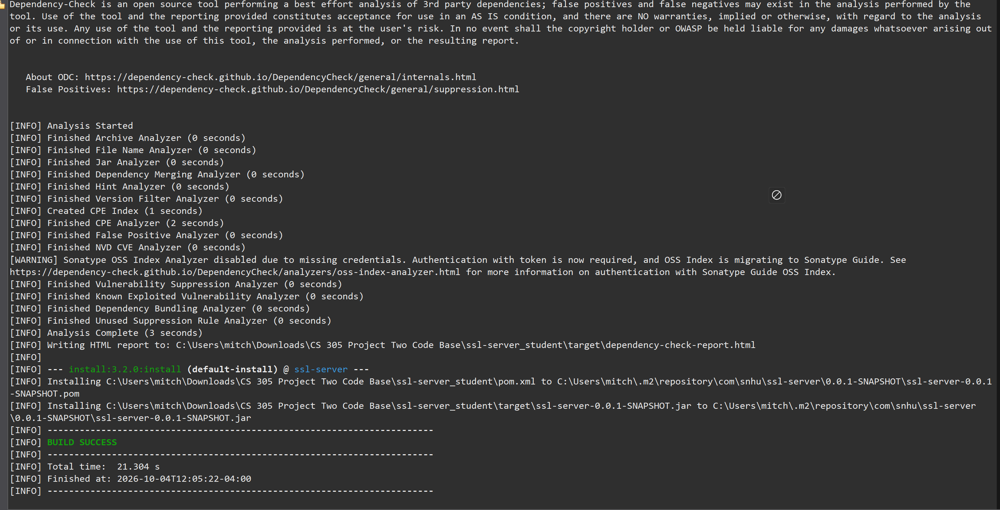 Dependency-Check is an open source tool performing a best effort analysis of 3rd party dependencies; false positives and false negatives may exist in the analysis performed by the
tool. Use of the tool and the reporting provided constitutes acceptance for use in an AS IS condition, and there are NO warranties, implied or otherwise, with regard to the analysis
or its use. Any use of the tool and the reporting provided is at the user's risk. In no event shall the copyright holder or OWASP be held liable for any damages whatsoever arising out
of or in connection with the use of this tool, the analysis performed, or the resulting report.
About ODC: https://dependency-check.github.io/DependencyCheck/general/internals.html
False Positives: https://dependency-check.github.io/DependencyCheck/general/suppression.html
[INFO] Analysis Started
[INFO] Finished Archive Analyzer (0 seconds)
[INFO] Finished File Name Analyzer (0 seconds)
[INFO] Finished Jar Analyzer (0 seconds)
[INFO] Finished Dependency Merging Analyzer (0 seconds)
[INFO] Finished Hint Analyzer (0 seconds)
[INFO] Finished Version Filter Analyzer (0 seconds)
[INFO] Created CPE Index (1 seconds)
[INFO] Finished CPE Analyzer (2 seconds)
[INFO] Finished False Positive Analyzer (0 seconds)
[INFO] Finished NVD CVE Analyzer (0 seconds)
[WARNING] Sonatype OSS Index Analyzer disabled due to missing credentials. Authentication with token is now required, and OSS Index is migrating to Sonatype Guide. See
https://dependency-check.github.io/DependencyCheck/analyzers/oss-index-analyzer.html for more information on authentication with Sonatype Guide OSS Index.
[INFO] Finished Vulnerability Suppression Analyzer (0 seconds)
[INFO] Finished Known Exploited Vulnerability Analyzer (0 seconds)
[INFO] Finished Dependency Bundling Analyzer (0 seconds)
[INFO] Finished Unused Suppression Rule Analyzer (0 seconds)
[INFO] Analysis Complete (3 seconds)
[INFO] Writing HTML report to: C:\Users\mitch\Downloads\CS 305 Project Two Code Base\ssl-server_student\target\dependency-check-report.html
[INFO]
[INFO] --- install:3.2.0:install (default-install) @ ssl-server ---
[INFO] Installing C:\Users\mitch\Downloads\CS 305 Project Two Code Base\ssl-server_student\pom.xml to C:\Users\mitch\.m2\repository\com\snhu\ssl-server\0.0.1-SNAPSHOT\ssl-server-0.0.1
-SNAPSHOT.pom
[INFO] Installing C:\Users\mitch\Downloads\CS 305 Project Two Code Base\ssl-server_student\target\ssl-server-0.0.1-SNAPSHOT.jar to C:\Users\mitch\.m2\repository\com\snhu\ssl-server
\0.0.1-SNAPSHOT\ssl-server-0.0.1-SNAPSHOT.jar
[INFO] ------------------------------------------------------------------------
[INFO] BUILD SUCCESS
[INFO] ------------------------------------------------------------------------
[INFO] Total time:  21.304 s
[INFO] Finished at: 2026-10-04T12:05:22-04:00
[INFO] ------------------------------------------------------------------------